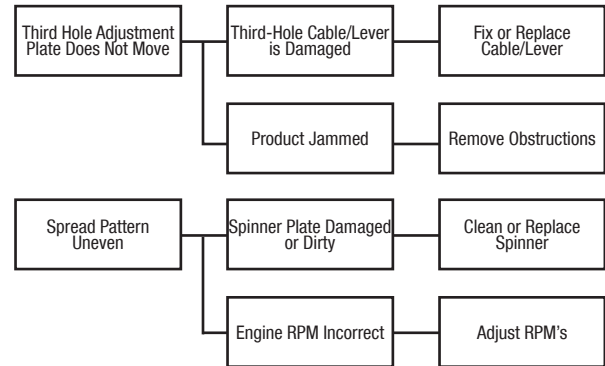 Third Hole Adjustment
Plate Does Not Move
Third-Hole Cable/Lever
is Damaged
Fix or Replace
Cable/Lever
Product Jammed
Remove Obstructions
Spread Pattern
Uneven
Spinner Plate Damaged
or Dirty
Clean or Replace
Spinner
Engine RPM Incorrect
Adjust RPM's